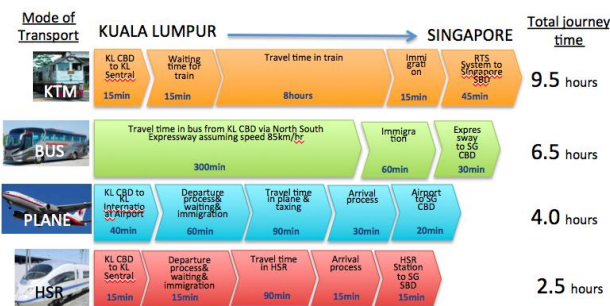 Mode of
Transport
KUALA LUMPUR
SINGAPORE
Total journey
time
KTM
KL CBD
to KL
Sentral
15min
Waiting
time for
train
15min
Travel time in train
8hours
Immi
grati
on
15min
RTS
System to
Singapore
SBD
45min
9.5 hours
BUS
Travel time in bus from KL CBD via North South
Expressway assuming speed 85km/hr
300min
Immigra
tion
60min
Expres
sway
to SG
CBD
30min
6.5 hours
PLANE
KL CBD to
KL
Internatio
al Airport
40min
Departure
process&
waiting&
immigration
60min
Travel time
in plane &
taxing
90min
Arrival
process
30min
Airport
to SG
CBD
20min
4.0 hours
HSR
KL CBD
to KL
Sentral
15min
Departure
process&
waiting&
immigration
15min
Travel time
in HSR
90min
Arrival
process
15min
HSR
Station
to SG
SBD
15min
2.5 hours